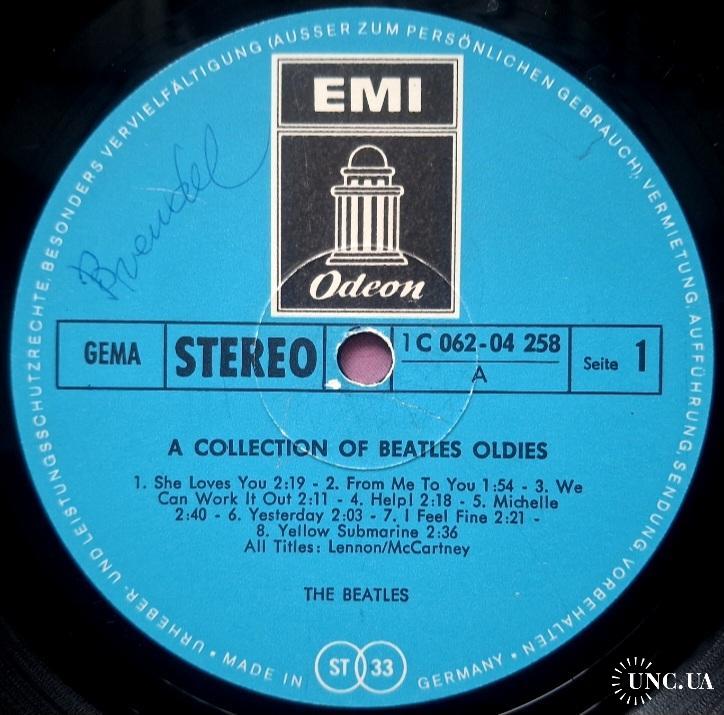 URHEBER- UND LEISTUNGSSCHUTZRECHTE, BESONDERS VERVIELFÄLTIGUNG (AUSSER ZUM PERSÖNLICHEN GEBRAUCH), VERMIETUNG, AUFFÜHRUNG, SENDUNG, VORBEHALTEN •
EMI
Odeon
Brendel
GEMA
STEREO
1 C 062-04 258
A
Seite 1
A COLLECTION OF BEATLES OLDIES
1. She Loves You 2:19 - 2. From Me To You 1:54 - 3. We
Can Work It Out 2:11 - 4. Help! 2:18 - 5. Michelle
2:40 - 6. Yesterday 2:03 - 7. I Feel Fine 2:21 -
8. Yellow Submarine 2:36
All Titles: Lennon/McCartney
THE BEATLES
• MADE IN ST 33 GERMANY •
UNC.UA